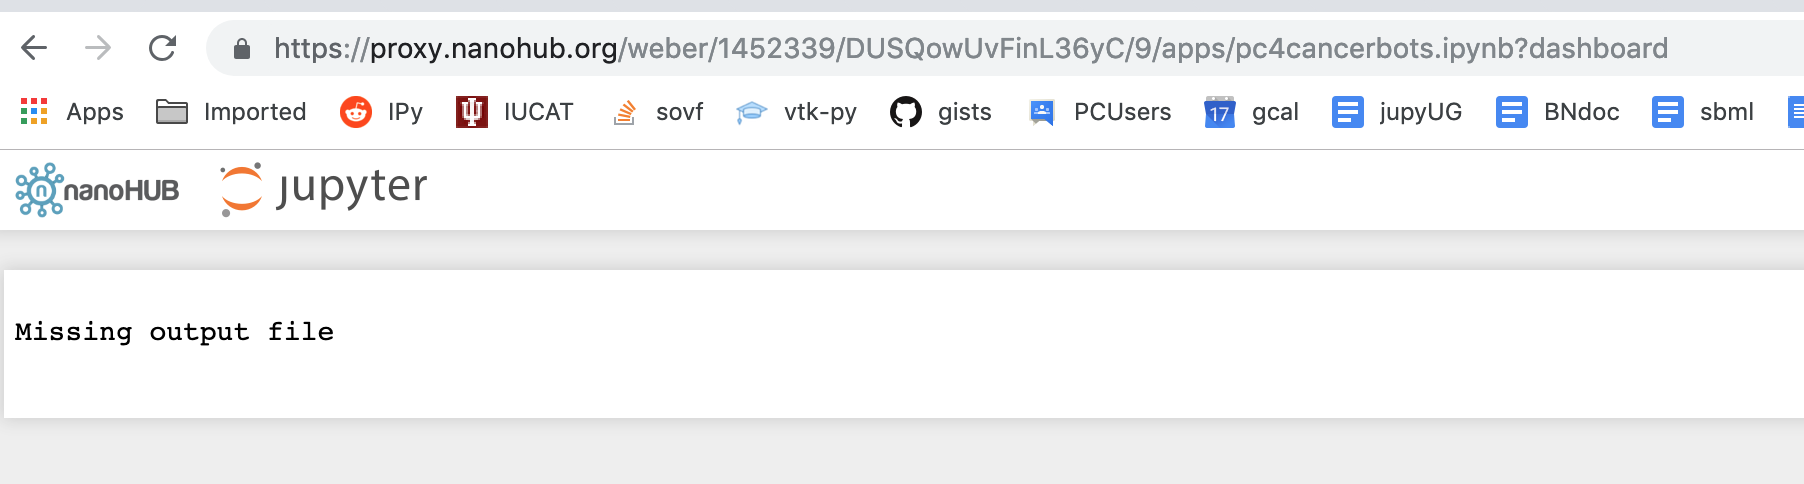 https://proxy.nanohub.org/weber/1452339/DUSQowUvFinL36yC/9/apps/pc4cancerbots.ipynb?dashboard
Apps Imported IPy IUCAT sovf vtk-py gists PCUsers 17 gcal jupyUG BNdoc sbml
n nanoHUB jupyter
Missing output file